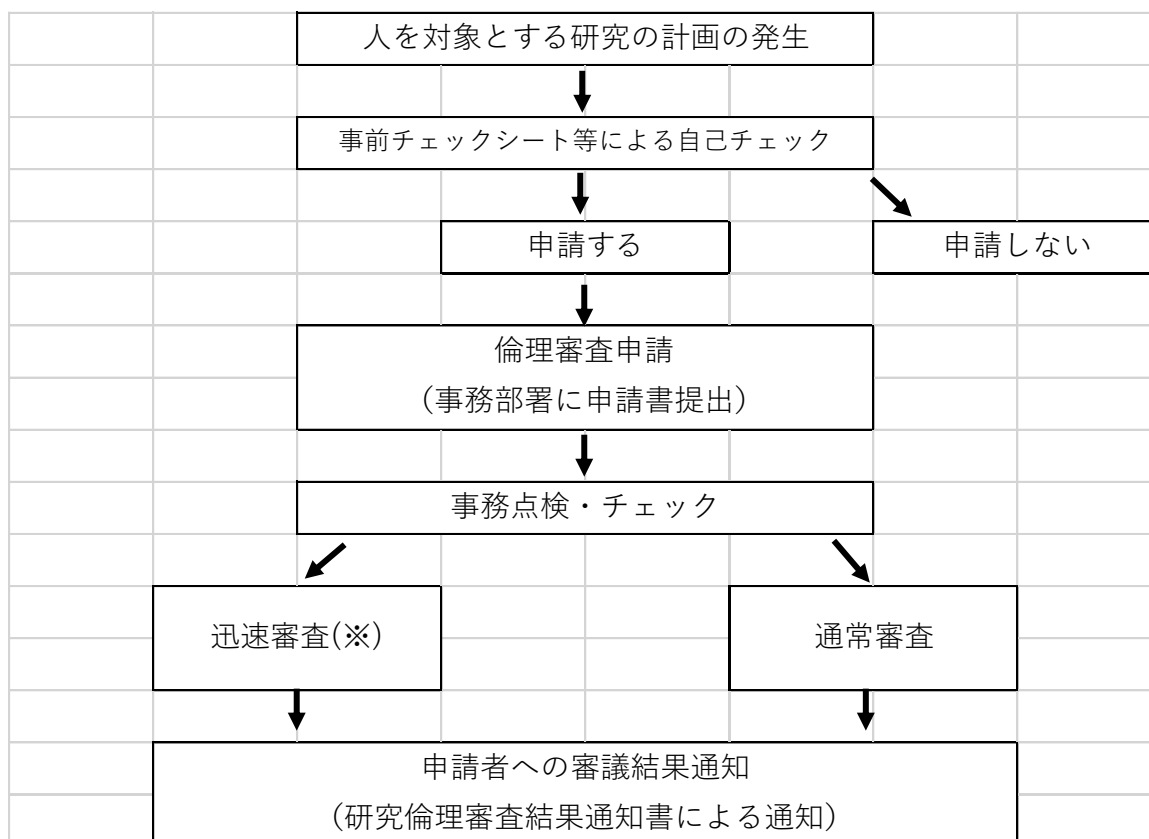 人を対象とする研究の計画の発生
事前チェックシート等による自己チェック
申請する
申請しない
倫理審査申請
(事務部署に申請書提出)
事務点検・チェック
迅速審査(※)
通常審査
申請者への審議結果通知
(研究倫理審査結果通知書による通知)